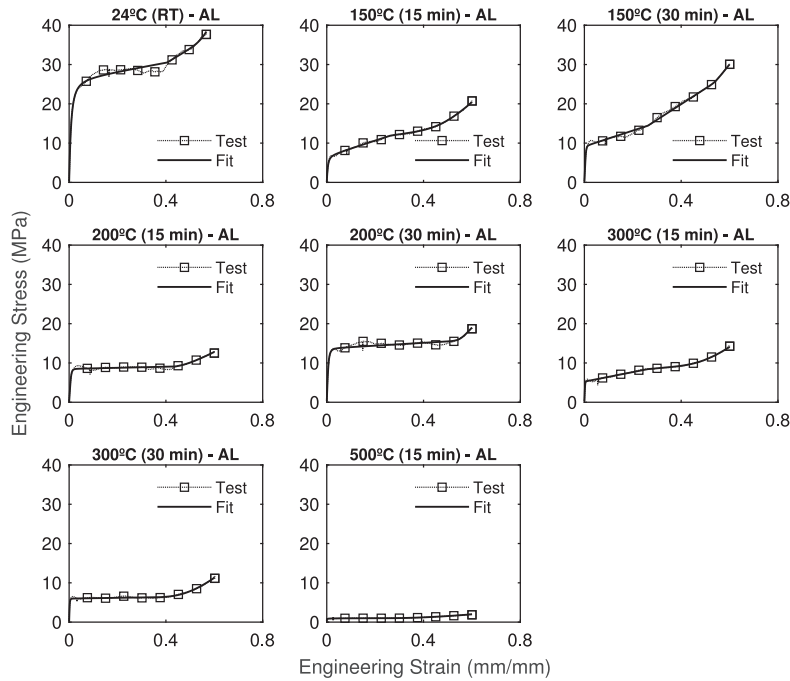 24ºC (RT) - AL
150ºC (15 min) - AL
150ºC (30 min) - AL
40
30
20
10
0
Test
Fit
0
0.4
0.8
40
30
20
10
0
Test
Fit
0
0.4
0.8
40
30
20
10
0
Test
Fit
0
0.4
0.8
Engineering Stress (MPa)
200ºC (15 min) - AL
200ºC (30 min) - AL
300ºC (15 min) - AL
40
30
20
10
0
Test
Fit
0
0.4
0.8
40
30
20
10
0
Test
Fit
0
0.4
0.8
40
30
20
10
0
Test
Fit
0
0.4
0.8
300ºC (30 min) - AL
500ºC (15 min) - AL
40
30
20
10
0
Test
Fit
0
0.4
0.8
40
30
20
10
0
Test
Fit
0
0.4
0.8
Engineering Strain (mm/mm)